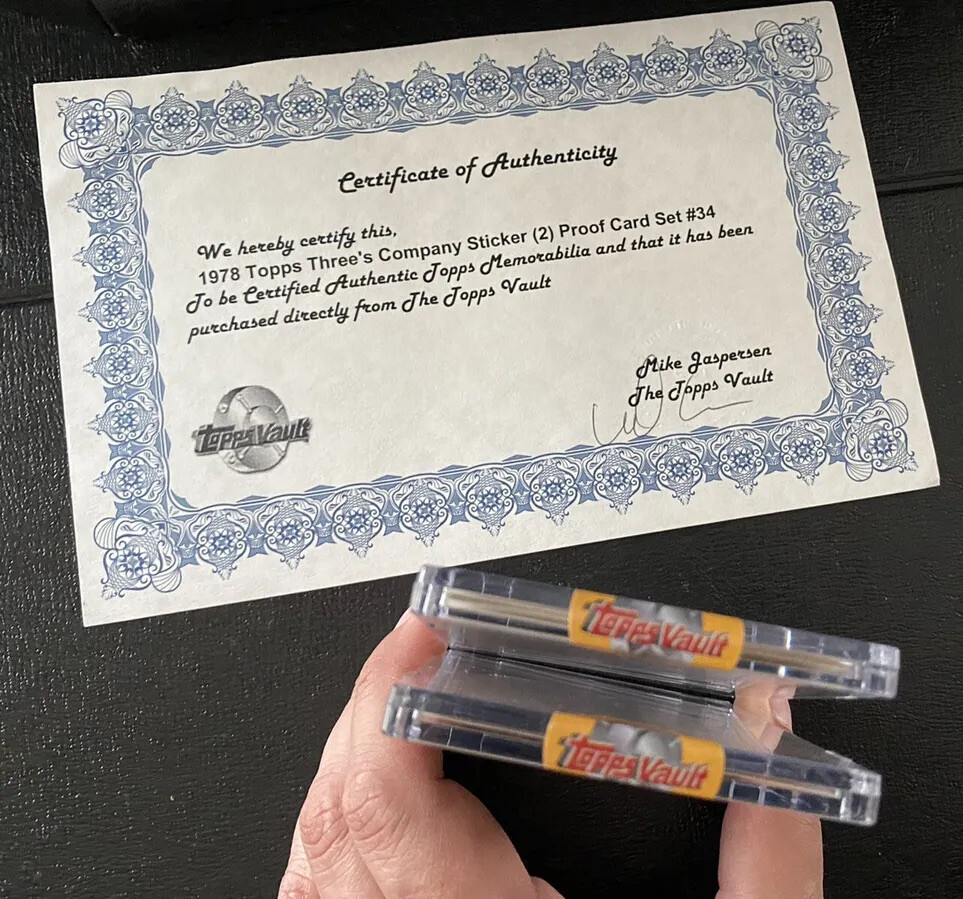 Certificate of Authenticity
We hereby certify this,
1978 Topps Three's Company Sticker (2) Proof Card Set #34
To be Certified Authentic Topps Memorabilia and that it has been
purchased directly from The Topps Vault
Mike Jaspersen
The Topps Vault
Topps Vault
Topps Vault
Topps Vault